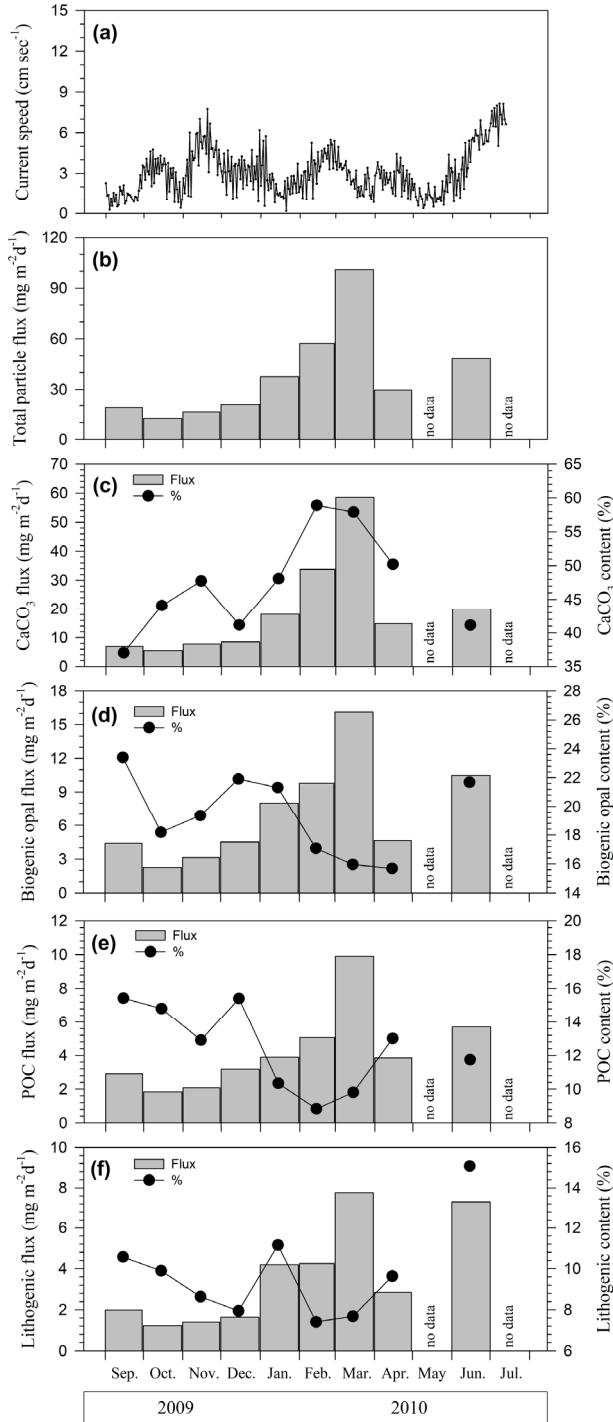 (a)
Current speed (cm sec⁻¹)
15
12
9
6
3
0
(b)
Total particle flux (mg m⁻²d⁻¹)
120
90
60
30
0
no data
no data
(c)
Flux
%
CaCO₃ flux (mg m⁻²d⁻¹)
70
60
50
40
30
20
10
0
CaCO₃ content (%)
65
60
55
50
45
40
35
no data
no data
(d)
Flux
%
Biogenic opal flux (mg m⁻²d⁻¹)
18
15
12
9
6
3
0
Biogenic opal content (%)
28
26
24
22
20
18
16
14
no data
no data
(e)
Flux
%
POC flux (mg m⁻²d⁻¹)
12
10
8
6
4
2
0
POC content (%)
20
18
16
14
12
10
8
no data
no data
(f)
Flux
%
Lithogenic flux (mg m⁻²d⁻¹)
10
8
6
4
2
0
Lithogenic content (%)
16
14
12
10
8
6
no data
no data
Sep. Oct. Nov. Dec. Jan. Feb. Mar. Apr. May Jun. Jul.
2009 2010